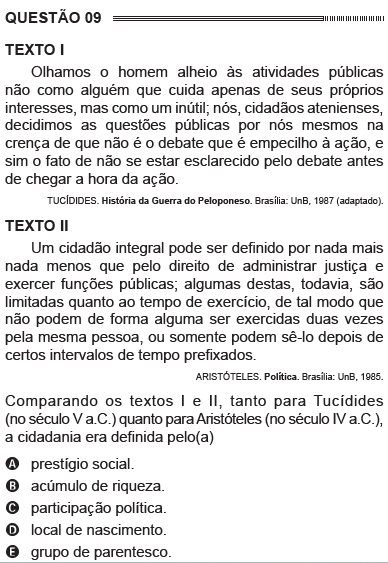 QUESTÃO 09
TEXTO I
Olhamos o homem alheio às atividades públicas
não como alguém que cuida apenas de seus próprios
interesses, mas como um inútil; nós, cidadãos atenienses,
decidimos as questões públicas por nós mesmos na
crença de que não é o debate que é empecilho à ação, e
sim o fato de não se estar esclarecido pelo debate antes
de chegar a hora da ação.
TUCÍDIDES. História da Guerra do Peloponeso. Brasília: UnB, 1987 (adaptado).
TEXTO II
Um cidadão integral pode ser definido por nada mais
nada menos que pelo direito de administrar justiça e
exercer funções públicas; algumas destas, todavia, são
limitadas quanto ao tempo de exercício, de tal modo que
não podem de forma alguma ser exercidas duas vezes
pela mesma pessoa, ou somente podem sê-lo depois de
certos intervalos de tempo prefixados.
ARISTÓTELES. Política. Brasília: UnB, 1985.
Comparando os textos I e II, tanto para Tucídides
(no século V a.C.) quanto para Aristóteles (no século IV a.C.),
a cidadania era definida pelo(a)
A prestígio social.
B acúmulo de riqueza.
C participação política.
D local de nascimento.
E grupo de parentesco.